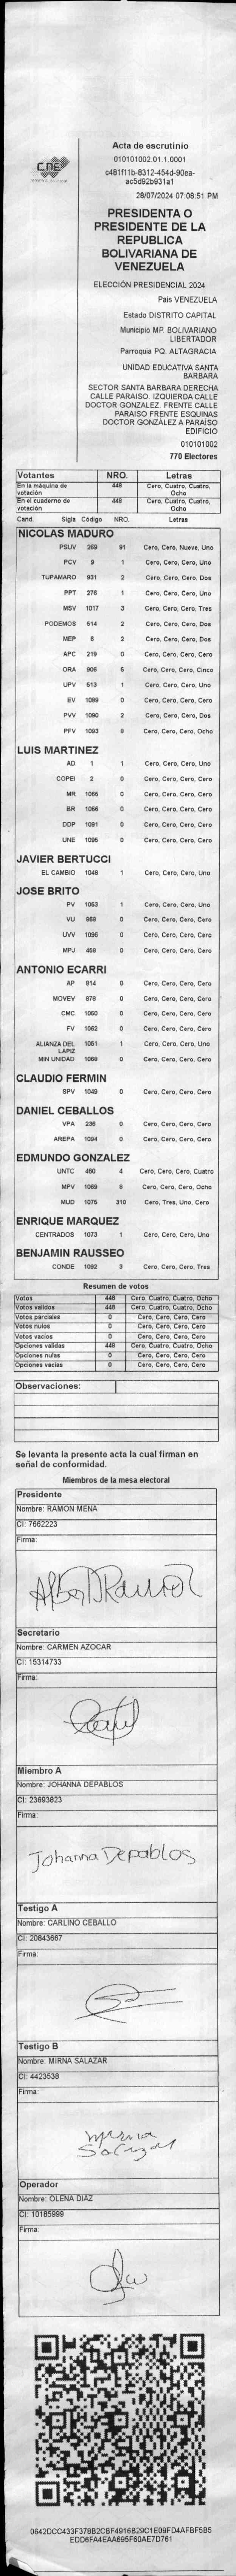 CNE
Acta de escrutinio
010101002.01.1.0001
c481f11b-8312-454d-90ea-
ac5d92b931a1
28/07/2024 07:08:51 PM
PRESIDENTA O
PRESIDENTE DE LA
REPUBLICA
BOLIVARIANA DE
VENEZUELA
ELECCIÓN PRESIDENCIAL 2024
Pais VENEZUELA
Estado DISTRITO CAPITAL
Municipio MP. BOLIVARIANO
LIBERTADOR
Parroquia PQ. ALTAGRACIA
UNIDAD EDUCATIVA SANTA
BARBARA
SECTOR SANTA BARBARA DERECHA
CALLE PARAISO. IZQUIERDA CALLE
DOCTOR GONZALEZ. FRENTE CALLE
PARAISO FRENTE ESQUINAS
DOCTOR GONZALEZ A PARAÍSO
EDIFICIO
010101002
770 Electores
Votantes NRO. Letras
En la máquina de votación 448 Cero, Cuatro, Cuatro, Ocho
En el cuaderno de votación 448 Cero, Cuatro, Cuatro, Ocho
Cand. Sigla Código NRO. Letras
NICOLAS MADURO
PSUV 269 91 Cero, Cero, Nueve, Uno
PCV 9 1 Cero, Cero, Cero, Uno
TUPAMARO 931 2 Cero, Cero, Cero, Dos
PPT 276 1 Cero, Cero, Cero, Uno
MSV 1017 3 Cero, Cero, Cero, Tres
PODEMOS 514 2 Cero, Cero, Cero, Dos
MEP 6 2 Cero, Cero, Cero, Dos
APC 219 0 Cero, Cero, Cero, Cero
ORA 906 5 Cero, Cero, Cero, Cinco
UPV 513 1 Cero, Cero, Cero, Uno
EV 1089 0 Cero, Cero, Cero, Cero
PVV 1090 2 Cero, Cero, Cero, Dos
PFV 1093 8 Cero, Cero, Cero, Ocho
LUIS MARTINEZ
AD 1 1 Cero, Cero, Cero, Uno
COPEI 2 0 Cero, Cero, Cero, Cero
MR 1065 0 Cero, Cero, Cero, Cero
BR 1066 0 Cero, Cero, Cero, Cero
DDP 1091 0 Cero, Cero, Cero, Cero
UNE 1095 0 Cero, Cero, Cero, Cero
JAVIER BERTUCCI
EL CAMBIO 1048 1 Cero, Cero, Cero, Uno
JOSE BRITO
PV 1053 1 Cero, Cero, Cero, Uno
VU 989 0 Cero, Cero, Cero, Cero
UVV 1096 0 Cero, Cero, Cero, Cero
MPJ 459 0 Cero, Cero, Cero, Cero
ANTONIO ECARRI
AP 914 0 Cero, Cero, Cero, Cero
MOVEV 878 0 Cero, Cero, Cero, Cero
CMC 1050 0 Cero, Cero, Cero, Cero
FV 1062 0 Cero, Cero, Cero, Cero
ALIANZA DEL LAPIZ 1051 1 Cero, Cero, Cero, Uno
MIN UNIDAD 1068 0 Cero, Cero, Cero, Cero
CLAUDIO FERMIN
SPV 1049 0 Cero, Cero, Cero, Cero
DANIEL CEBALLOS
VPA 236 0 Cero, Cero, Cero, Cero
AREPA 1094 0 Cero, Cero, Cero, Cero
EDMUNDO GONZALEZ
UNTC 460 4 Cero, Cero, Cero, Cuatro
MPV 1069 8 Cero, Cero, Cero, Ocho
MUD 1075 310 Cero, Tres, Uno, Cero
ENRIQUE MARQUEZ
CENTRADOS 1073 1 Cero, Cero, Cero, Uno
BENJAMIN RAUSSEO
CONDE 1092 3 Cero, Cero, Cero, Tres
Resumen de votos
Votos 448 Cero, Cuatro, Cuatro, Ocho
Votos validos 448 Cero, Cuatro, Cuatro, Ocho
Votos parciales 0 Cero, Cero, Cero, Cero
Votos nulos 0 Cero, Cero, Cero, Cero
Votos vacios 0 Cero, Cero, Cero, Cero
Opciones validas 448 Cero, Cuatro, Cuatro, Ocho
Opciones nulas 0 Cero, Cero, Cero, Cero
Opciones vacias 0 Cero, Cero, Cero, Cero
Observaciones:
Se levanta la presente acta la cual firman en
señal de conformidad.
Miembros de la mesa electoral
Presidente
Nombre: RAMON MENA
CI: 7662223
Firma:
Secretario
Nombre: CARMEN AZOCAR
CI: 15314733
Firma:
Miembro A
Nombre: JOHANNA DEPABLOS
CI: 23693823
Firma:
Johanna Depablos
Testigo A
Nombre: CARLINO CEBALLO
CI: 20843667
Firma:
Testigo B
Nombre: MIRNA SALAZAR
CI: 4423538
Firma:
Mirna
Salazar
Operador
Nombre: OLENA DIAZ
CI: 10185999
Firma:
0642DCC433F378B2CBF4916B29C1E09FD4AFBF5B5
EDD6FA4EAA695F60AE7D761